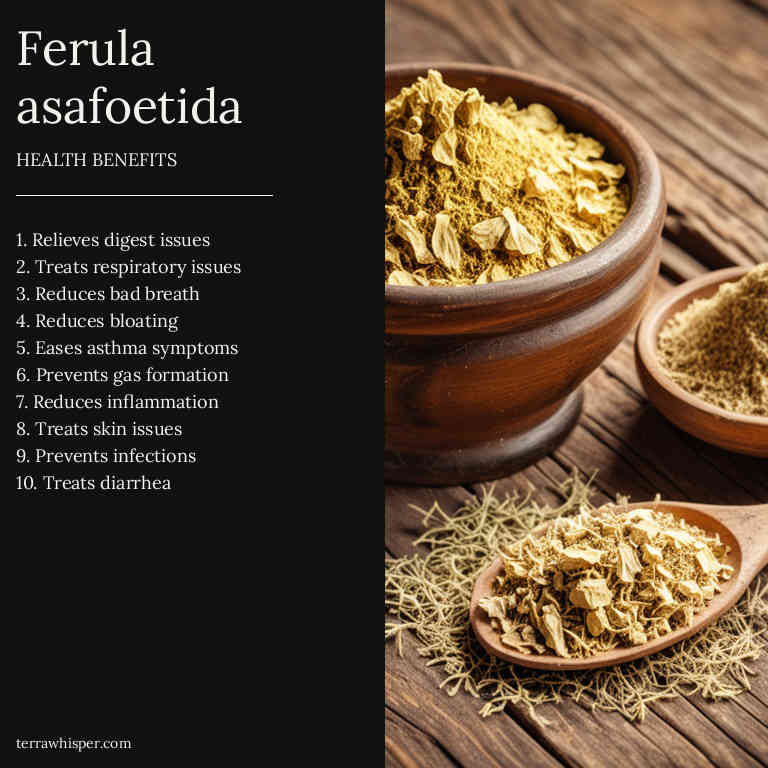 Ferula
asafoetida
HEALTH BENEFITS
1. Relieves digest issues
2. Treats respiratory issues
3. Reduces bad breath
4. Reduces bloating
5. Eases asthma symptoms
6. Prevents gas formation
7. Reduces inflammation
8. Treats skin issues
9. Prevents infections
10. Treats diarrhea
terrawhisper.com